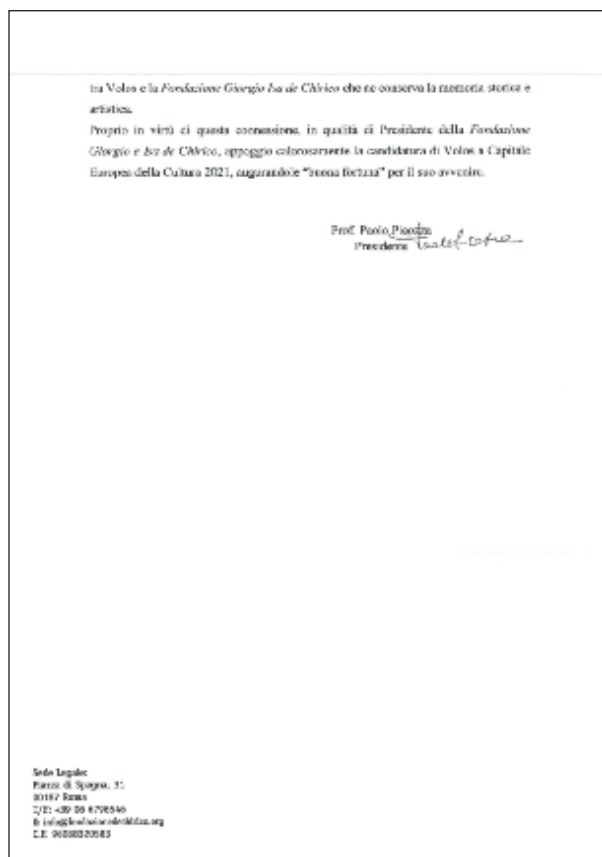 tra Volos e la Fondazione Giorgio Isa de Chirico che ne conserva la memoria storica e
artistica.
Proprio in virtù di questa connessione, in qualità di Presidente della Fondazione
Giorgio e Isa de Chirico, appoggio calorosamente la candidatura di Volos a Capitale
Europea della Cultura 2021, augurandole "buona fortuna" per il suo avvenire.
Prof. Paolo Picozza
Presidente
Sede Legale:
Piazza di Spagna, 31
00187 Roma
T/F: +39 06 6796546
info@fondazionedechirico.org
C.F. 96088020583